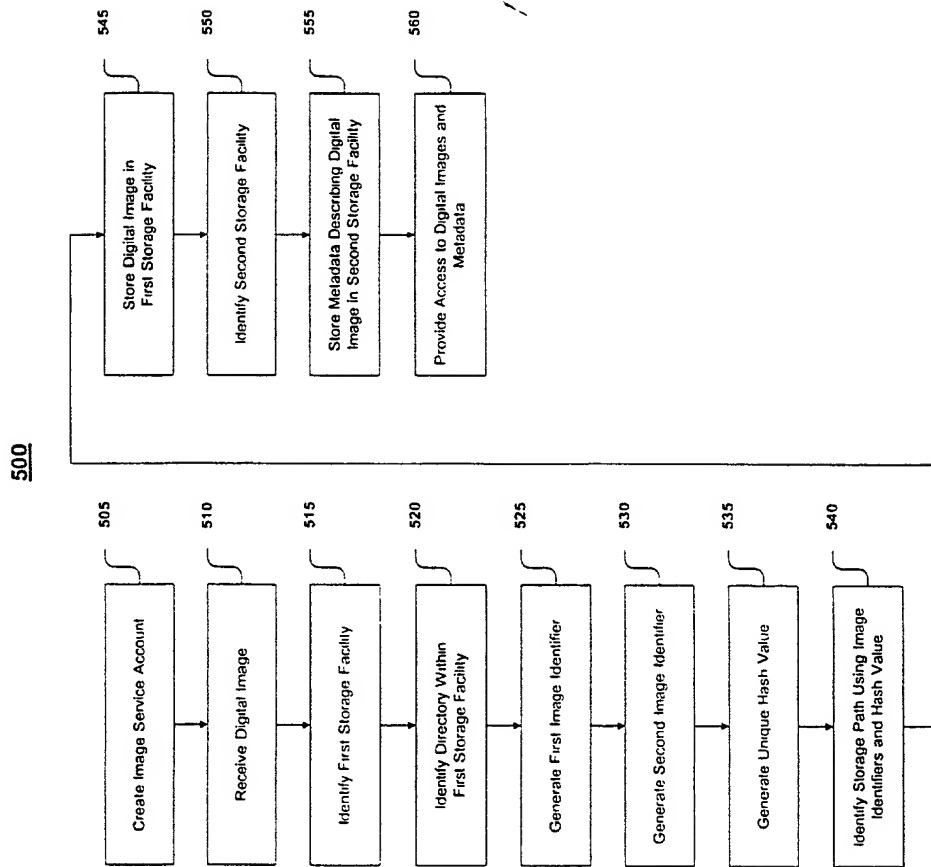 500
Create Image Service Account
505
Receive Digital Image
510
Identify First Storage Facility
515
Identify Directory Within
First Storage Facility
520
Generate First Image Identifier
525
Generate Second Image Identifier
530
Generate Unique Hash Value
535
Identify Storage Path Using Image
Identifiers and Hash Value
540
Store Digital Image in
First Storage Facility
545
Identify Second Storage Facility
550
Store Metadata Describing Digital
Image in Second Storage Facility
555
Provide Access to Digital Images and
Metadata
560